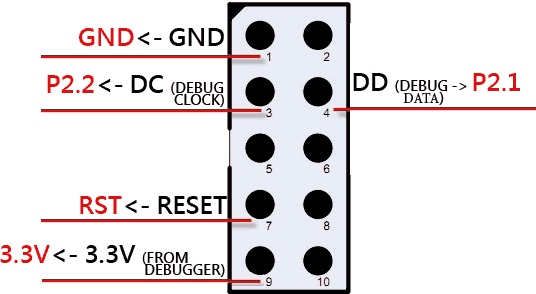 GND<- GND
1 2
P2.2<- DC (DEBUG CLOCK)
DD (DEBUG -> P2.1
DATA)
3 4
5 6
RST<- RESET
7 8
3.3V<- 3.3V (FROM DEBUGGER)
9 10